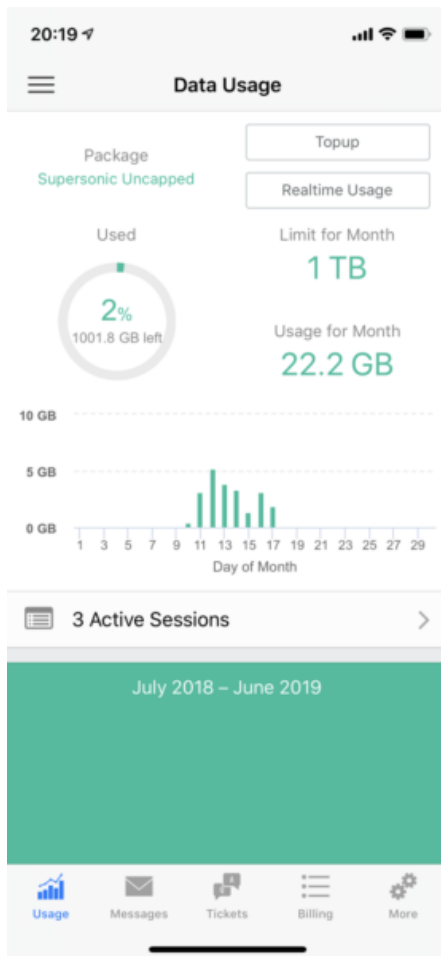 20:19
Data Usage
Package
Supersonic Uncapped
Topup
Realtime Usage
Used
2%
1001.8 GB left
Limit for Month
1 TB
Usage for Month
22.2 GB
10 GB
5 GB
0 GB
1 3 5 7 9 11 13 15 17 19 21 23 25 27 29
Day of Month
3 Active Sessions
July 2018 – June 2019
Usage Messages Tickets Billing More